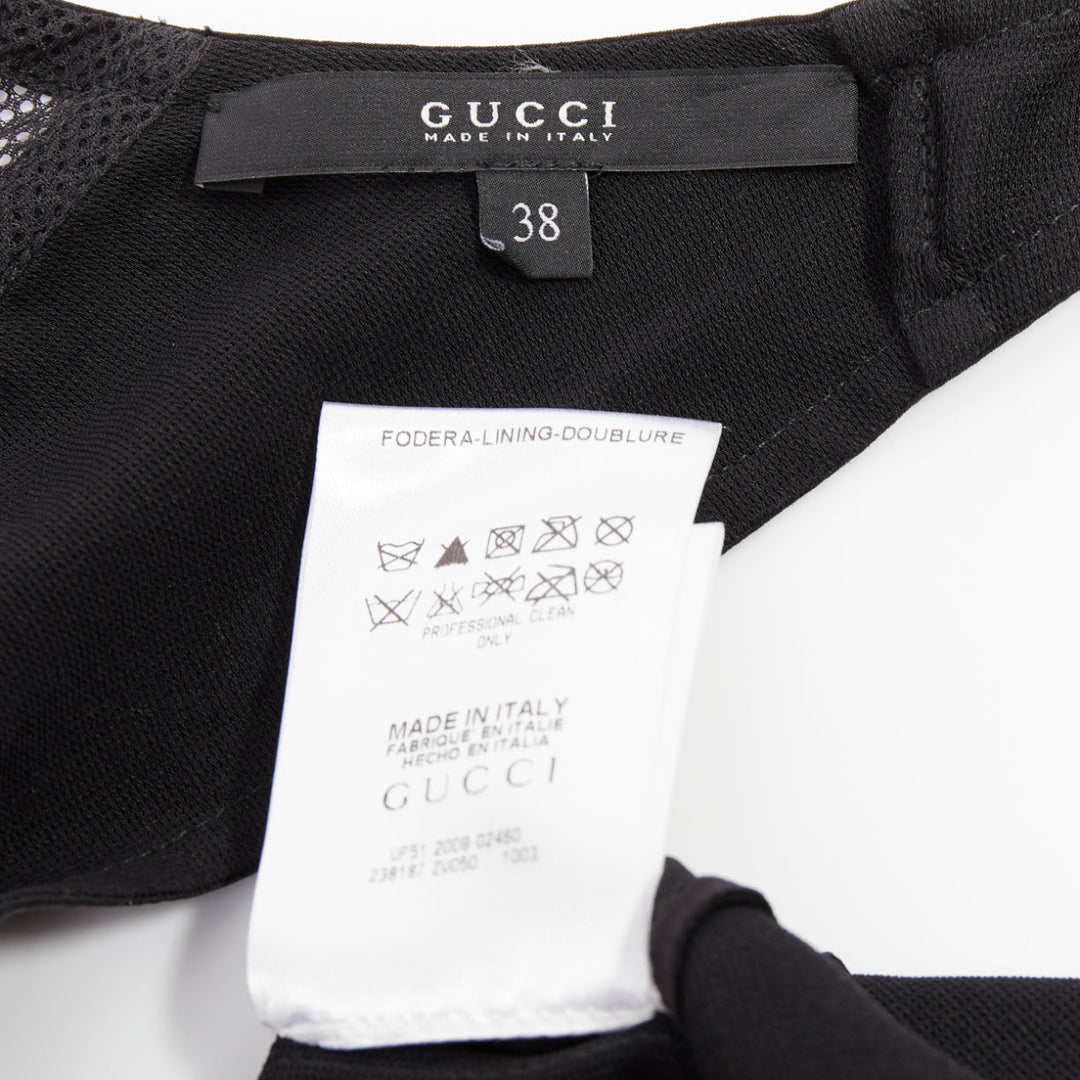 GUCCI
MADE IN ITALY
38
FODERA-LINING-DOUBLURE
PROFESSIONAL CLEAN
ONLY
MADE IN ITALY
FABRIQUE' EN ITALIE
HECHO EN ITALIA
GUCCI
UF51 2009 02460
238187 ZV050 1003